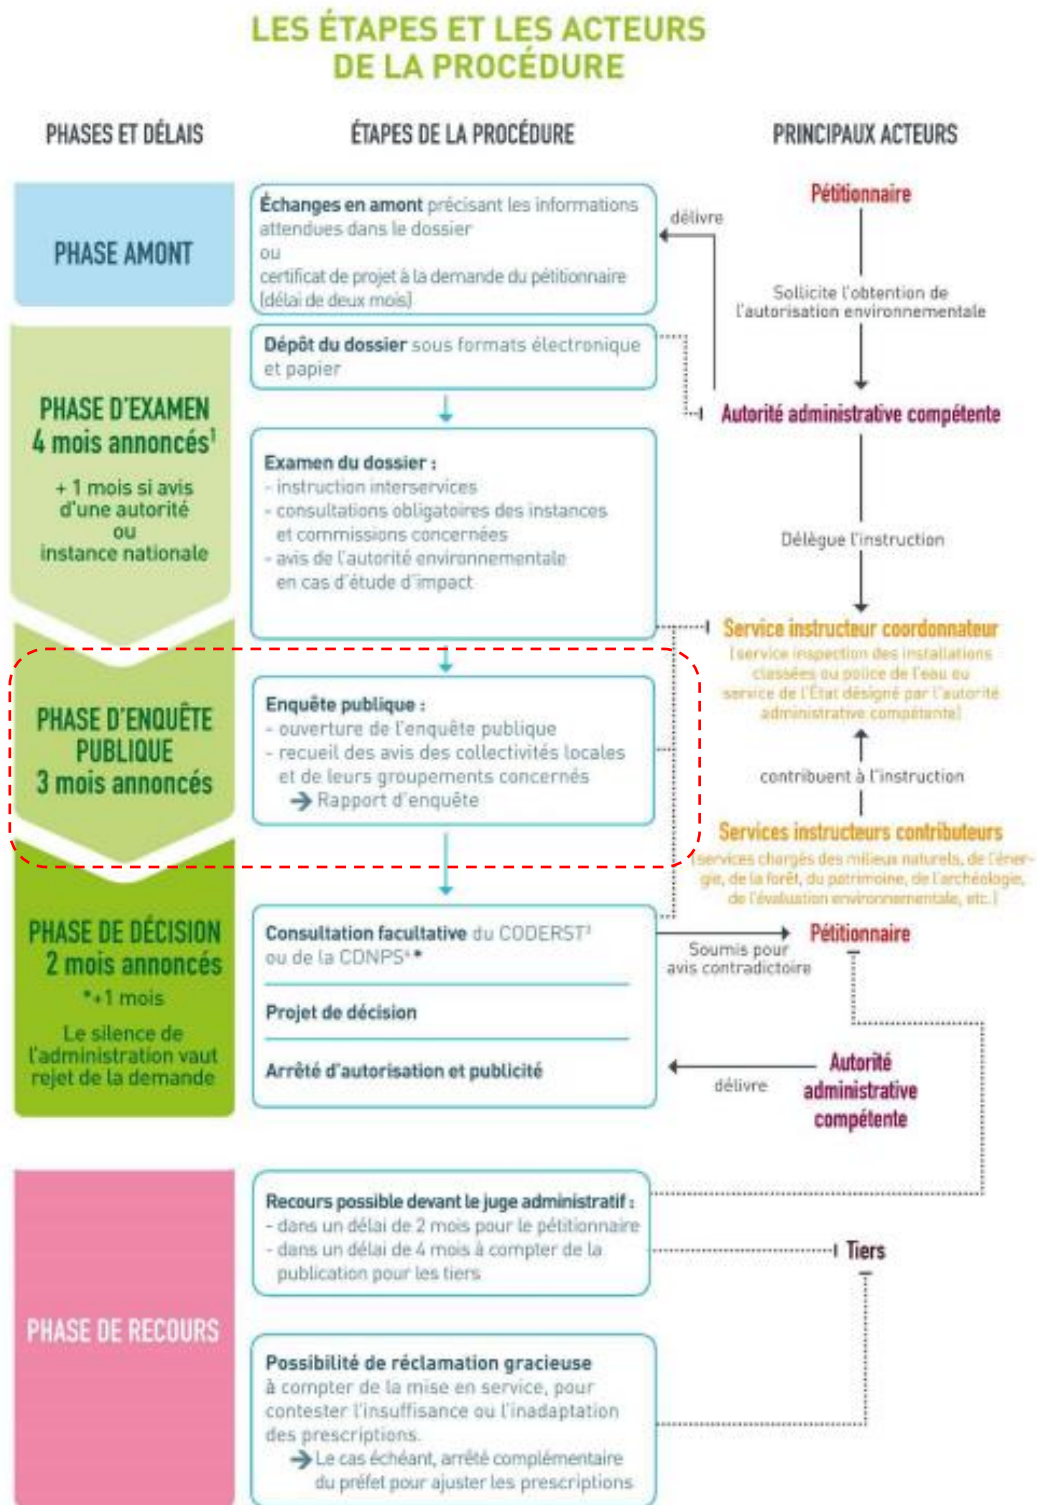 LES ÉTAPES ET LES ACTEURS
DE LA PROCÉDURE
PHASES ET DÉLAIS
ÉTAPES DE LA PROCÉDURE
PRINCIPAUX ACTEURS
PHASE AMONT
Échanges en amont précisant les informations
attendues dans le dossier
ou
certificat de projet à la demande du pétitionnaire
(délai de deux mois)
délivre
Pétitionnaire
Sollicite l'obtention de
l'autorisation environnementale
PHASE D'EXAMEN
4 mois annoncés¹
+ 1 mois si avis
d'une autorité
ou
instance nationale
Dépôt du dossier sous formats électronique
et papier
Autorité administrative compétente
Examen du dossier :
- instruction interservices
- consultations obligatoires des instances
et commissions concernées
- avis de l'autorité environnementale
en cas d'étude d'impact
Délègue l'instruction
Service instructeur coordonnateur
(service inspection des installations
classées ou police de l'eau ou
service de l'État désigné par l'autorité
administrative compétente)
PHASE D'ENQUÊTE
PUBLIQUE
3 mois annoncés
Enquête publique :
- ouverture de l'enquête publique
- recueil des avis des collectivités locales
et de leurs groupements concernés
➔ Rapport d'enquête
contribuent à l'instruction
Services instructeurs contributeurs
(services chargés des milieux naturels, de l'éner-
gie, de la forêt, du patrimoine, de l'archéologie,
de l'évaluation environnementale, etc.)
PHASE DE DÉCISION
2 mois annoncés
*+1 mois
Le silence de
l'administration vaut
rejet de la demande
Consultation facultative du CODERST³
ou de la CDNPS⁴*
Projet de décision
Arrêté d'autorisation et publicité
Soumis pour
avis contradictoire
Pétitionnaire
délivre
Autorité
administrative
compétente
PHASE DE RECOURS
Recours possible devant le juge administratif :
- dans un délai de 2 mois pour le pétitionnaire
- dans un délai de 4 mois à compter de la
publication pour les tiers
Tiers
Possibilité de réclamation gracieuse
à compter de la mise en service, pour
contester l'insuffisance ou l'inadaptation
des prescriptions.
➔ Le cas échéant, arrêté complémentaire
du préfet pour ajuster les prescriptions